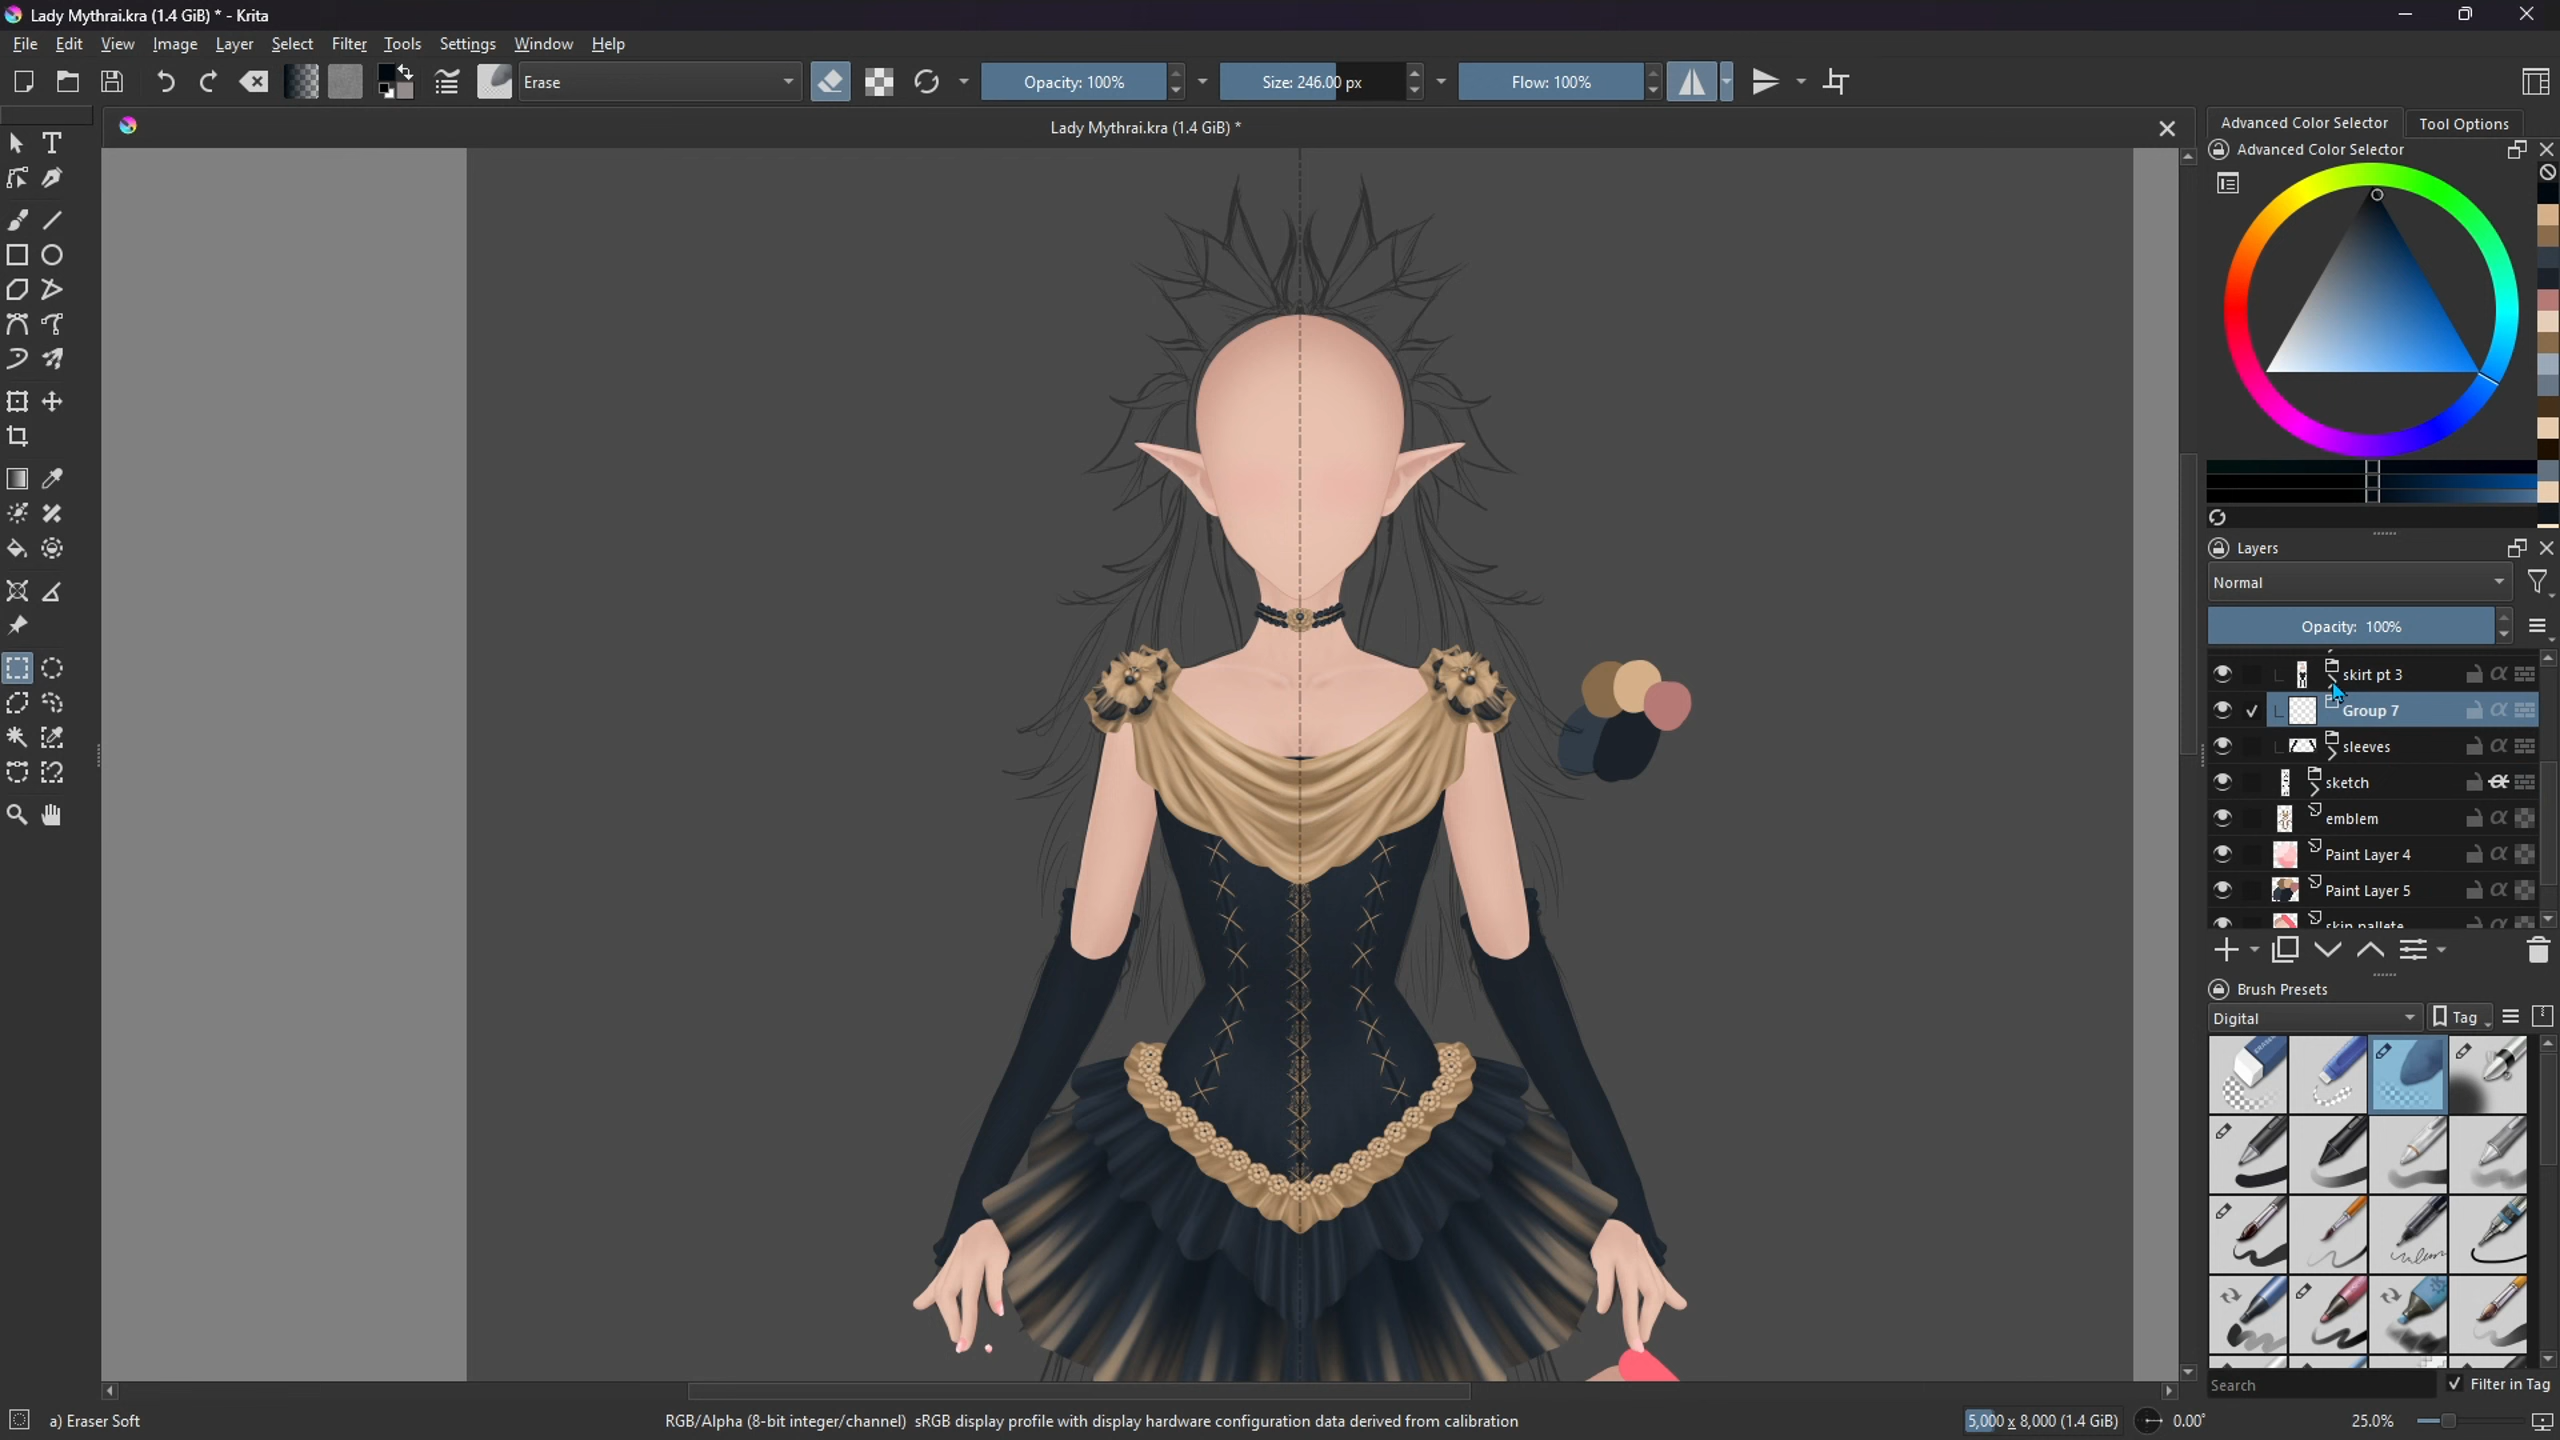 Lady Mythrai.kra (1.4 GiB) * - Krita
File Edit View Image Layer Select Filter Tools Settings Window Help
Erase Opacity: 100% Size: 246.00 px Flow: 100%
Lady Mythrai.kra (1.4 GiB) *
Advanced Color Selector Tool Options
Advanced Color Selector
Layers
Normal
Opacity: 100%
skirt pt 3
Group 7
sleeves
sketch
emblem
Paint Layer 4
Paint Layer 5
skin pallete
Brush Presets
Digital Tag
Search Filter in Tag
a) Eraser Soft RGB/Alpha (8-bit integer/channel) sRGB display profile with display hardware configuration data derived from calibration 5,000 x 8,000 (1.4 GiB) 0.00° 25.0%